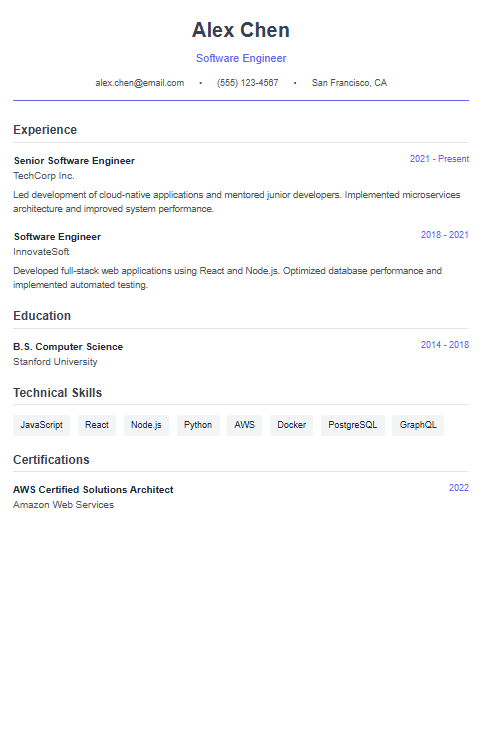 Alex Chen
Software Engineer
alex.chen@email.com • (555) 123-4567 • San Francisco, CA
Experience
Senior Software Engineer 2021 - Present
TechCorp Inc.
Led development of cloud-native applications and mentored junior developers. Implemented microservices
architecture and improved system performance.
Software Engineer 2018 - 2021
InnovateSoft
Developed full-stack web applications using React and Node.js. Optimized database performance and
implemented automated testing.
Education
B.S. Computer Science 2014 - 2018
Stanford University
Technical Skills
JavaScript React Node.js Python AWS Docker PostgreSQL GraphQL
Certifications
AWS Certified Solutions Architect 2022
Amazon Web Services